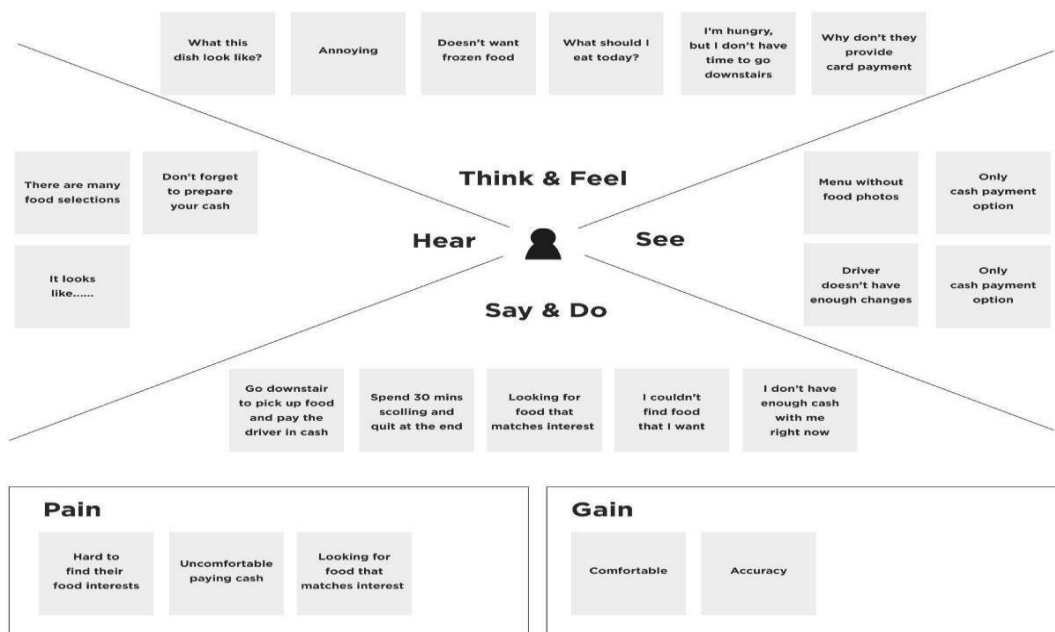 What this
dish look like?
Annoying
Doesn't want
frozen food
What should I
eat today?
I'm hungry,
but I don't have
time to go
downstairs
Why don't they
provide
card payment
Think & Feel
There are many
food selections
Don't forget
to prepare
your cash
It looks
like......
Hear
See
Menu without
food photos
Only
cash payment
option
Driver
doesn't have
enough changes
Only
cash payment
option
Say & Do
Go downstair
to pick up food
and pay the
driver in cash
Spend 30 mins
scolling and
quit at the end
Looking for
food that
matches interest
I couldn't
find food
that I want
I don't have
enough cash
with me
right now
Pain
Hard to
find their
food interests
Uncomfortable
paying cash
Looking for
food that
matches interest
Gain
Comfortable
Accuracy